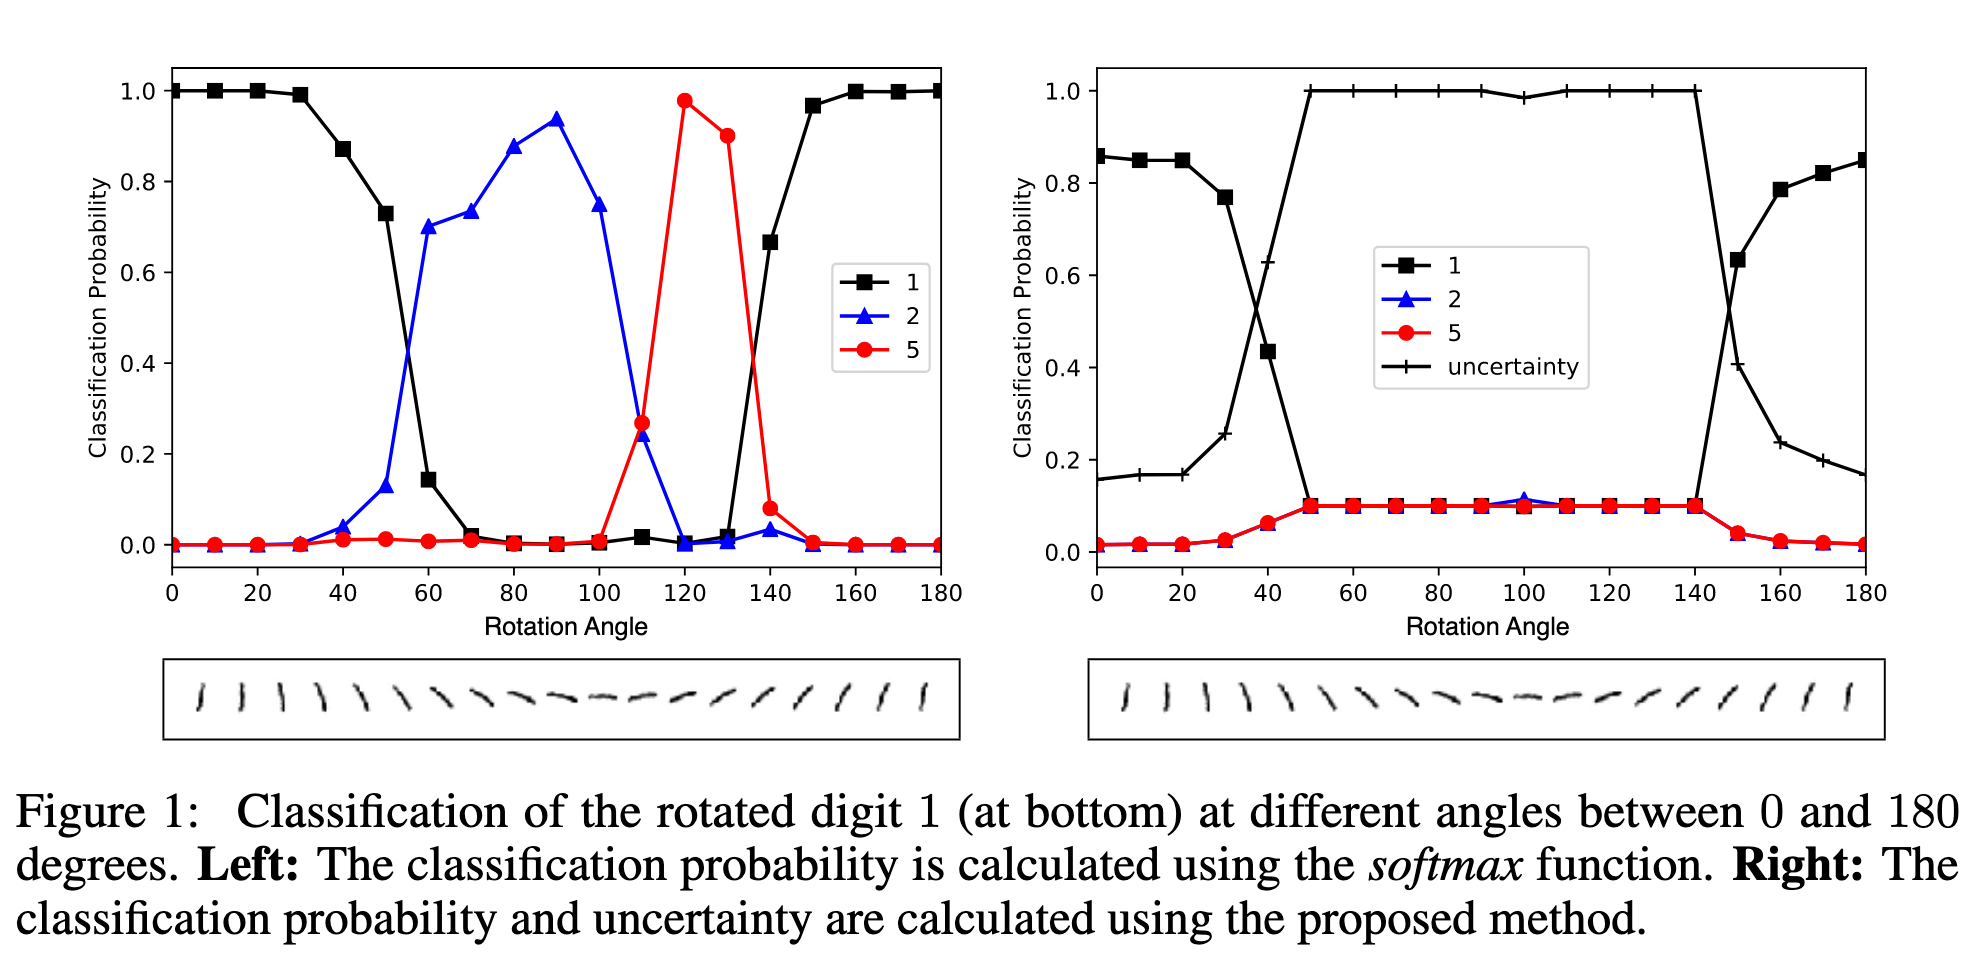 1.0
0.8
0.6
0.4
0.2
0.0
Classification Probability
1
2
5
0 20 40 60 80 100 120 140 160 180
Rotation Angle
1.0
0.8
0.6
0.4
0.2
0.0
Classification Probability
1
2
5
uncertainty
0 20 40 60 80 100 120 140 160 180
Rotation Angle
Figure 1: Classification of the rotated digit 1 (at bottom) at different angles between 0 and 180
degrees. Left: The classification probability is calculated using the softmax function. Right: The
classification probability and uncertainty are calculated using the proposed method.